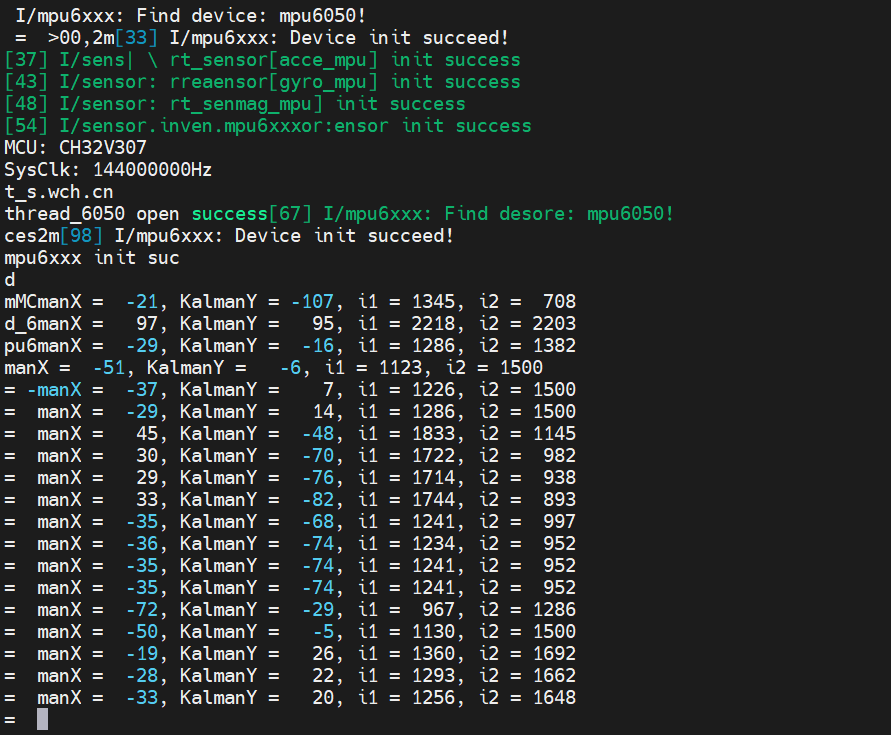 I/mpu6xxx: Find device: mpu6050!
=  >00,2m[33] I/mpu6xxx: Device init succeed!
[37] I/sens| \ rt_sensor[acce_mpu] init success
[43] I/sensor: rreaensor[gyro_mpu] init success
[48] I/sensor: rt_senmag_mpu] init success
[54] I/sensor.inven.mpu6xxxor:ensor init success
MCU: CH32V307
SysClk: 144000000Hz
t_s.wch.cn
thread_6050 open success[67] I/mpu6xxx: Find desore: mpu6050!
ces2m[98] I/mpu6xxx: Device init succeed!
mpu6xxx init suc
d
mMCmanX =  -21, KalmanY = -107, i1 = 1345, i2 =  708
d_6manX =   97, KalmanY =   95, i1 = 2218, i2 = 2203
pu6manX =  -29, KalmanY =  -16, i1 = 1286, i2 = 1382
manX =  -51, KalmanY =   -6, i1 = 1123, i2 = 1500
= -manX =  -37, KalmanY =    7, i1 = 1226, i2 = 1500
=  manX =  -29, KalmanY =   14, i1 = 1286, i2 = 1500
=  manX =   45, KalmanY =  -48, i1 = 1833, i2 = 1145
=  manX =   30, KalmanY =  -70, i1 = 1722, i2 =  982
=  manX =   29, KalmanY =  -76, i1 = 1714, i2 =  938
=  manX =   33, KalmanY =  -82, i1 = 1744, i2 =  893
=  manX =  -35, KalmanY =  -68, i1 = 1241, i2 =  997
=  manX =  -36, KalmanY =  -74, i1 = 1234, i2 =  952
=  manX =  -35, KalmanY =  -74, i1 = 1241, i2 =  952
=  manX =  -35, KalmanY =  -74, i1 = 1241, i2 =  952
=  manX =  -72, KalmanY =  -29, i1 =  967, i2 = 1286
=  manX =  -50, KalmanY =   -5, i1 = 1130, i2 = 1500
=  manX =  -19, KalmanY =   26, i1 = 1360, i2 = 1692
=  manX =  -28, KalmanY =   22, i1 = 1293, i2 = 1662
=  manX =  -33, KalmanY =   20, i1 = 1256, i2 = 1648
=